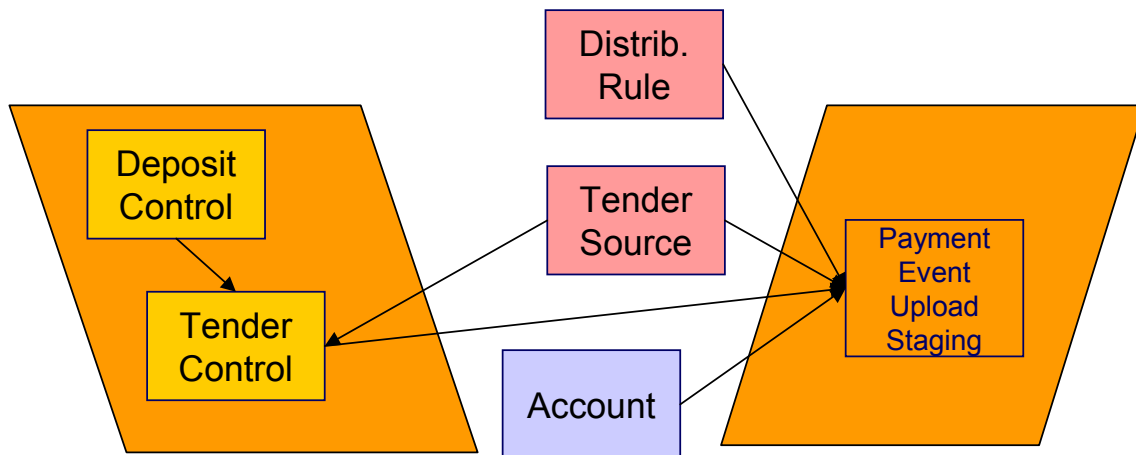 Distrib.
Rule
Deposit
Control
Tender
Source
Payment
Event
Upload
Staging
Tender
Control
Account